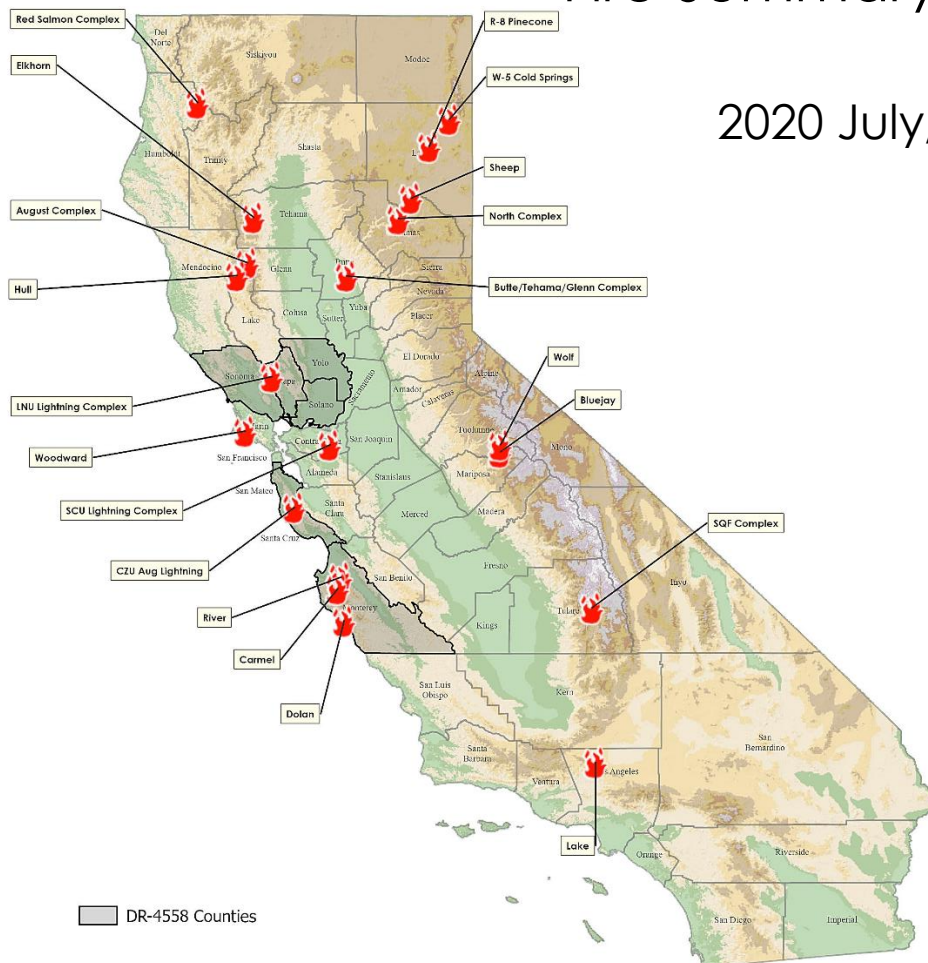 2020 July,
Red Salmon Complex
R-8 Pinecone
Del
Norte
Siskiyou
Modoc
Elkhorn
W-5 Cold Springs
Humboldt
Trinity
Shasta
Sheep
August Complex
Tehama
North Complex
Mendocino
Glenn
Sierra
Hull
Butte/Tehama/Glenn Complex
Nevada
Yuba
Colusa
Sutter
Placer
Lake
El Dorado
Yolo
Wolf
Sonoma
Alpine
Sacramento
Amador
LNU Lightning Complex
Solano
Calaveras
Bluejay
Tuolumne
San Joaquin
Mono
Woodward
San Francisco
Alameda
Stanislaus
Mariposa
San Mateo
Santa
Clara
Merced
Madera
SCU Lightning Complex
SQF Complex
Santa Cruz
Fresno
CZU Aug Lightning
San Benito
Inyo
River
Monterey
Kings
Tulare
Carmel
San Luis
Obispo
Kern
Dolan
San
Bernardino
Santa
Barbara
Ventura
Lake
Orange
Riverside
DR-4558 Counties
San Diego
Imperial